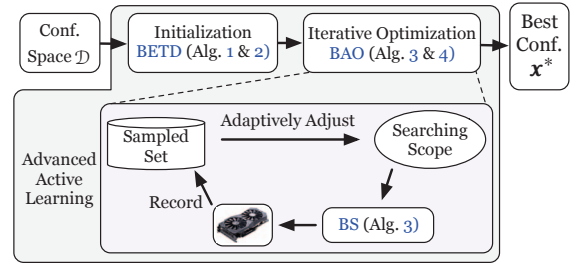 Conf.
Space 𝒟
Initialization
BETD (Alg. 1 & 2)
Iterative Optimization
BAO (Alg. 3 & 4)
Best
Conf.
x*
Advanced
Active
Learning
Sampled
Set
Adaptively Adjust
Searching
Scope
Record
BS (Alg. 3)